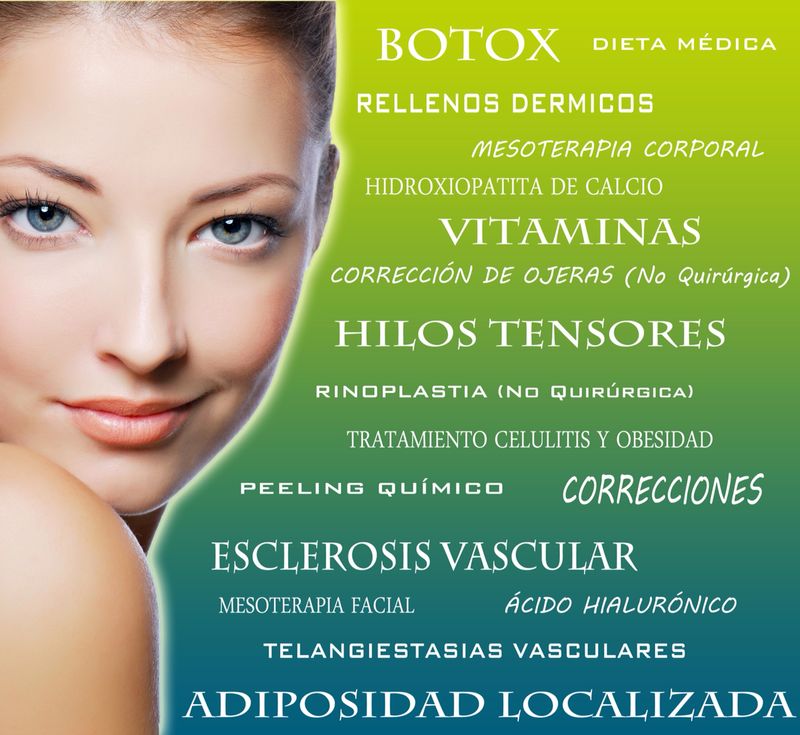 BOTOX DIETA MÉDICA
RELLENOS DERMICOS
MESOTERAPIA CORPORAL
HIDROXIOPATITA DE CALCIO
VITAMINAS
CORRECCIÓN DE OJERAS (No Quirúrgica)
HILOS TENSORES
RINOPLASTIA (No Quirúrgica)
TRATAMIENTO CELULITIS Y OBESIDAD
PEELING QUÍMICO CORRECCIONES
ESCLEROSIS VASCULAR
MESOTERAPIA FACIAL ÁCIDO HIALURÓNICO
TELANGIESTASIAS VASCULARES
ADIPOSIDAD LOCALIZADA